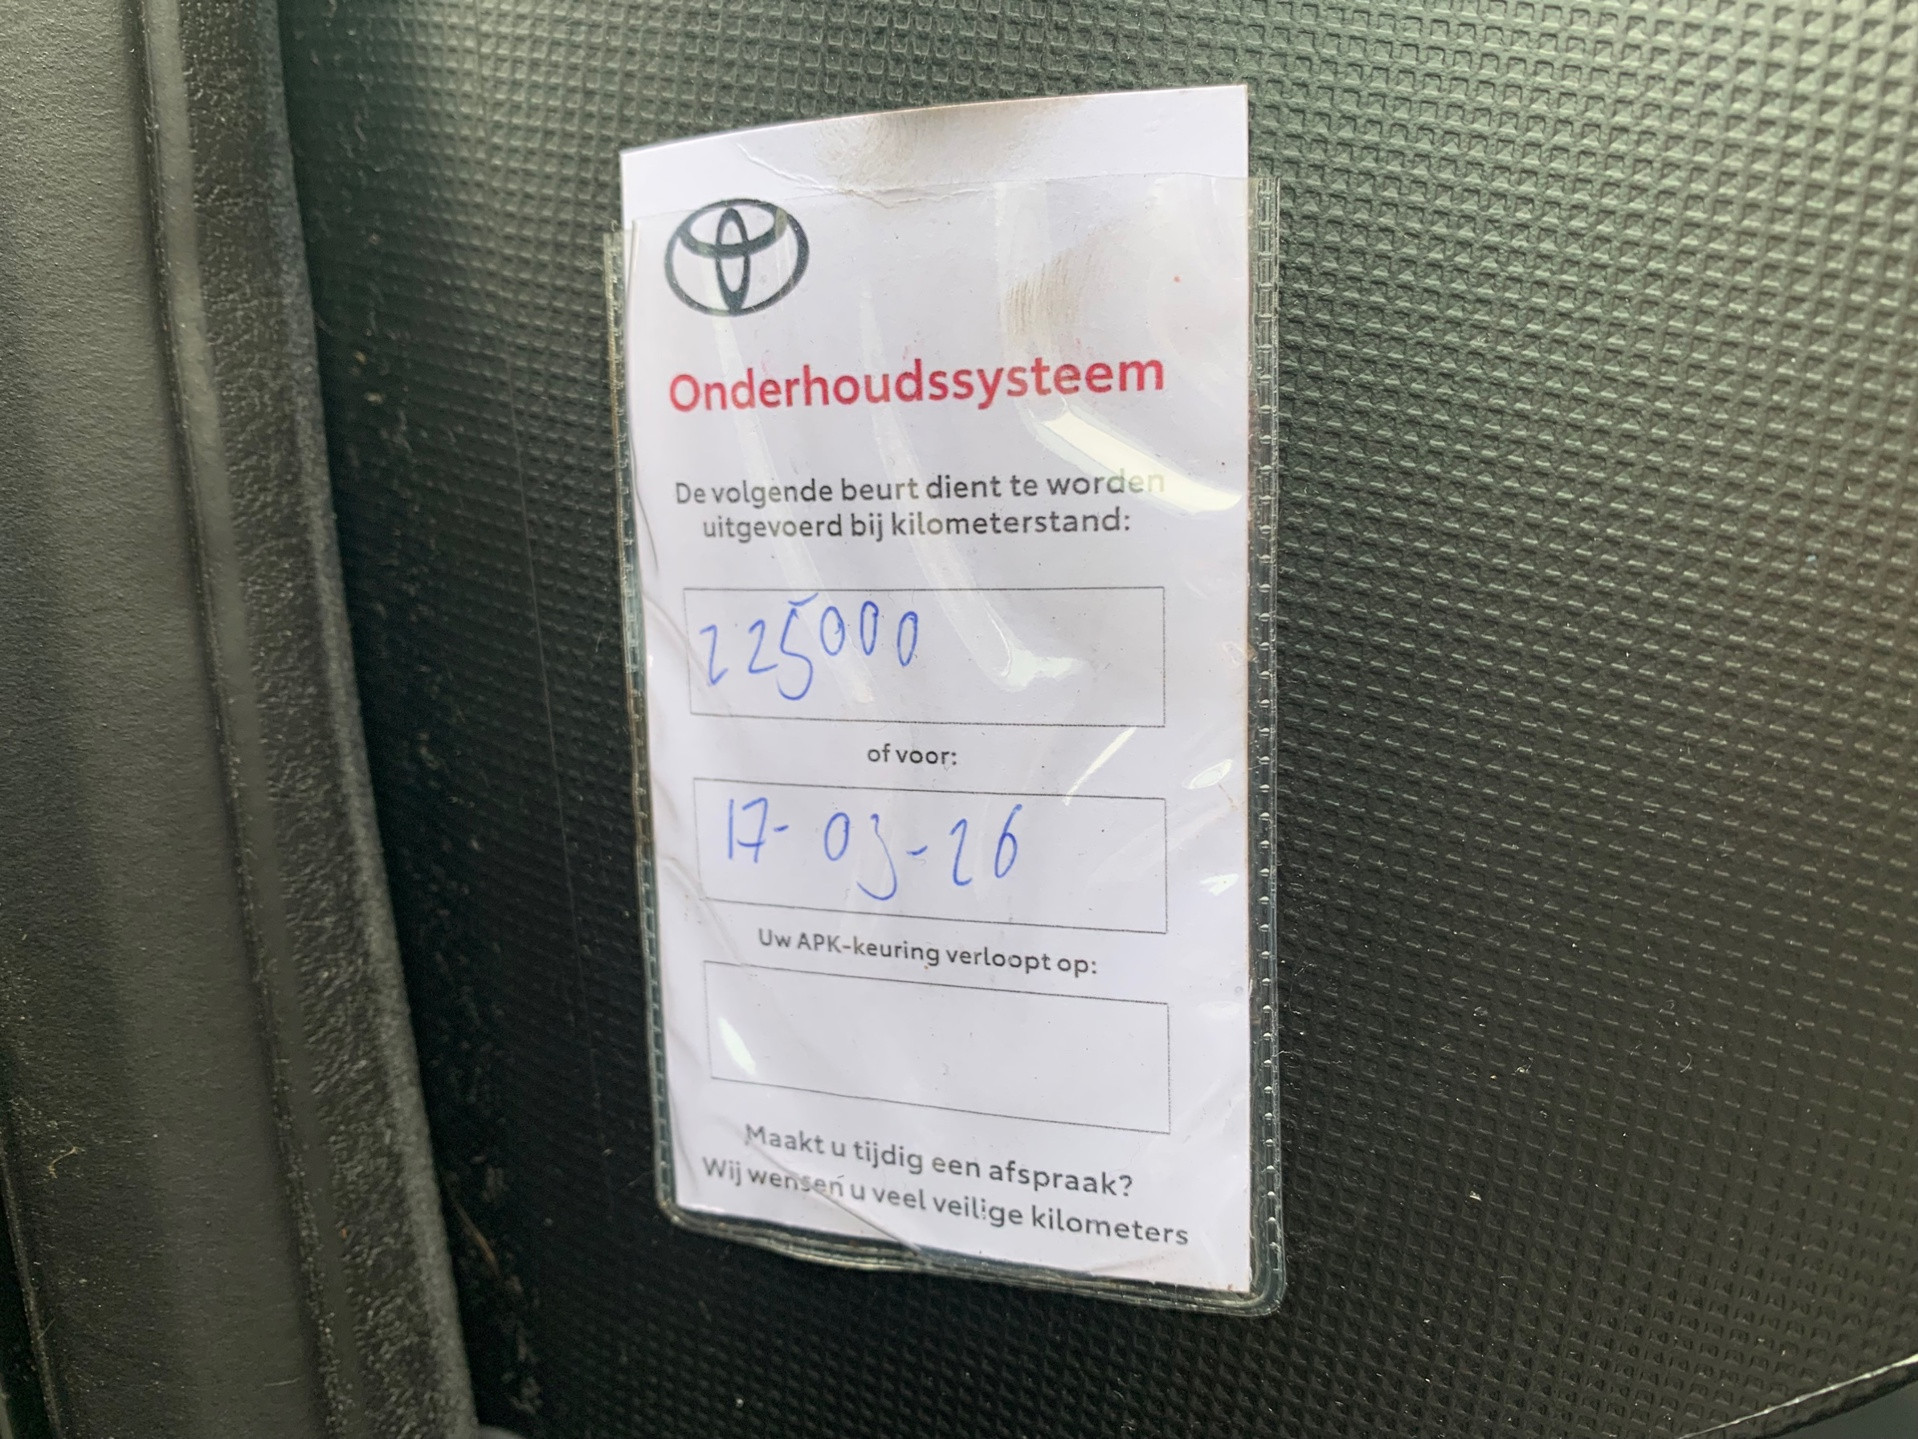 Onderhoudssysteem
De volgende beurt dient te worden
uitgevoerd bij kilometerstand:
225000
of voor:
17-03-26
Uw APK-keuring verloopt op:
Maakt u tijdig een afspraak?
Wij wensen u veel veilige kilometers